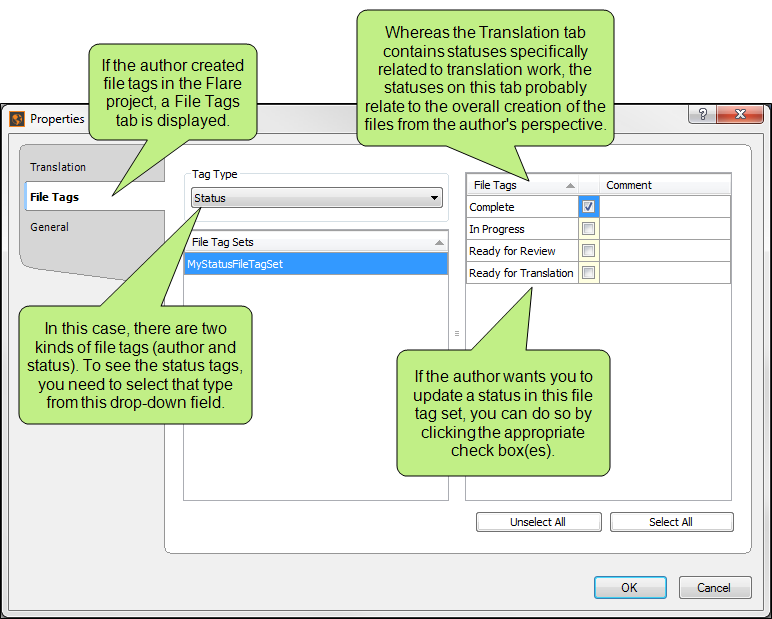 Whereas the Translation tab
contains statuses specifically
related to translation work, the
statuses on this tab probably
relate to the overall creation of the
files from the author's perspective.
If the author created
file tags in the Flare
project, a File Tags
tab is displayed.
Properties
?
Translation
File Tags
General
Tag Type
Status
File Tag Sets
MyStatusFileTagSet
File Tags Comment
Complete
In Progress
Ready for Review
Ready for Translation
In this case, there are two
kinds of file tags (author and
status). To see the status tags,
you need to select that type
from this drop-down field.
If the author wants you to
update a status in this file
tag set, you can do so by
clicking the appropriate
check box(es).
Unselect All
Select All
OK
Cancel